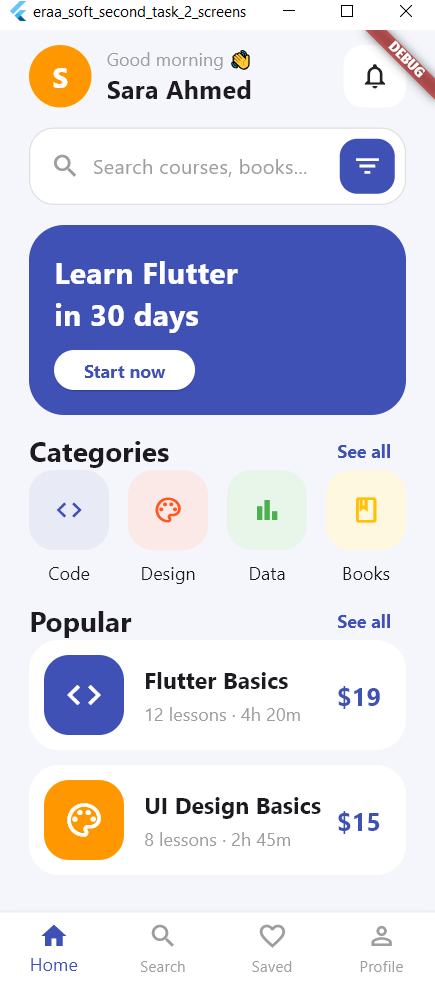 eraa_soft_second_task_2_screens
DEBUG
S
Good morning 👋
Sara Ahmed
Search courses, books...
Learn Flutter
in 30 days
Start now
Categories
See all
Code
Design
Data
Books
Popular
See all
Flutter Basics
12 lessons · 4h 20m
$19
UI Design Basics
8 lessons · 2h 45m
$15
Home
Search
Saved
Profile